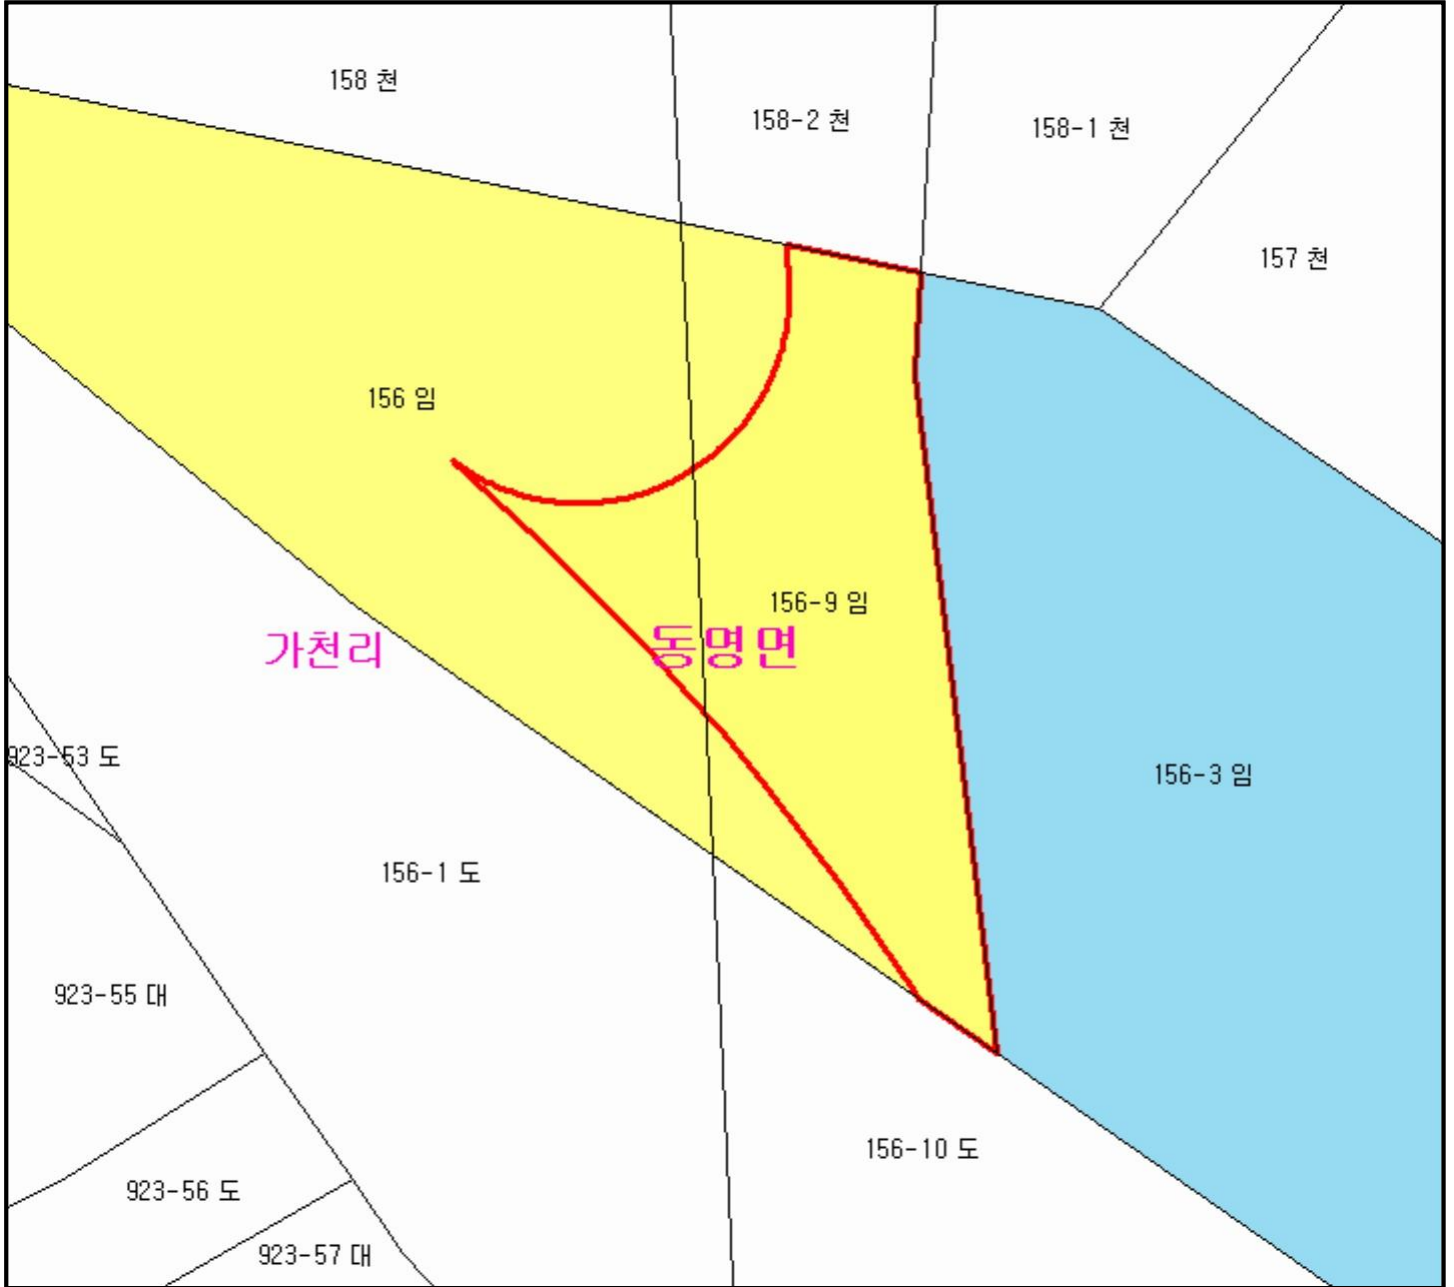 158 천
158-2 천
158-1 천
157 천
156 임
156-9 임
가천리
동명면
923-53 도
156-3 임
156-1 도
923-55 대
156-10 도
923-56 도
923-57 대